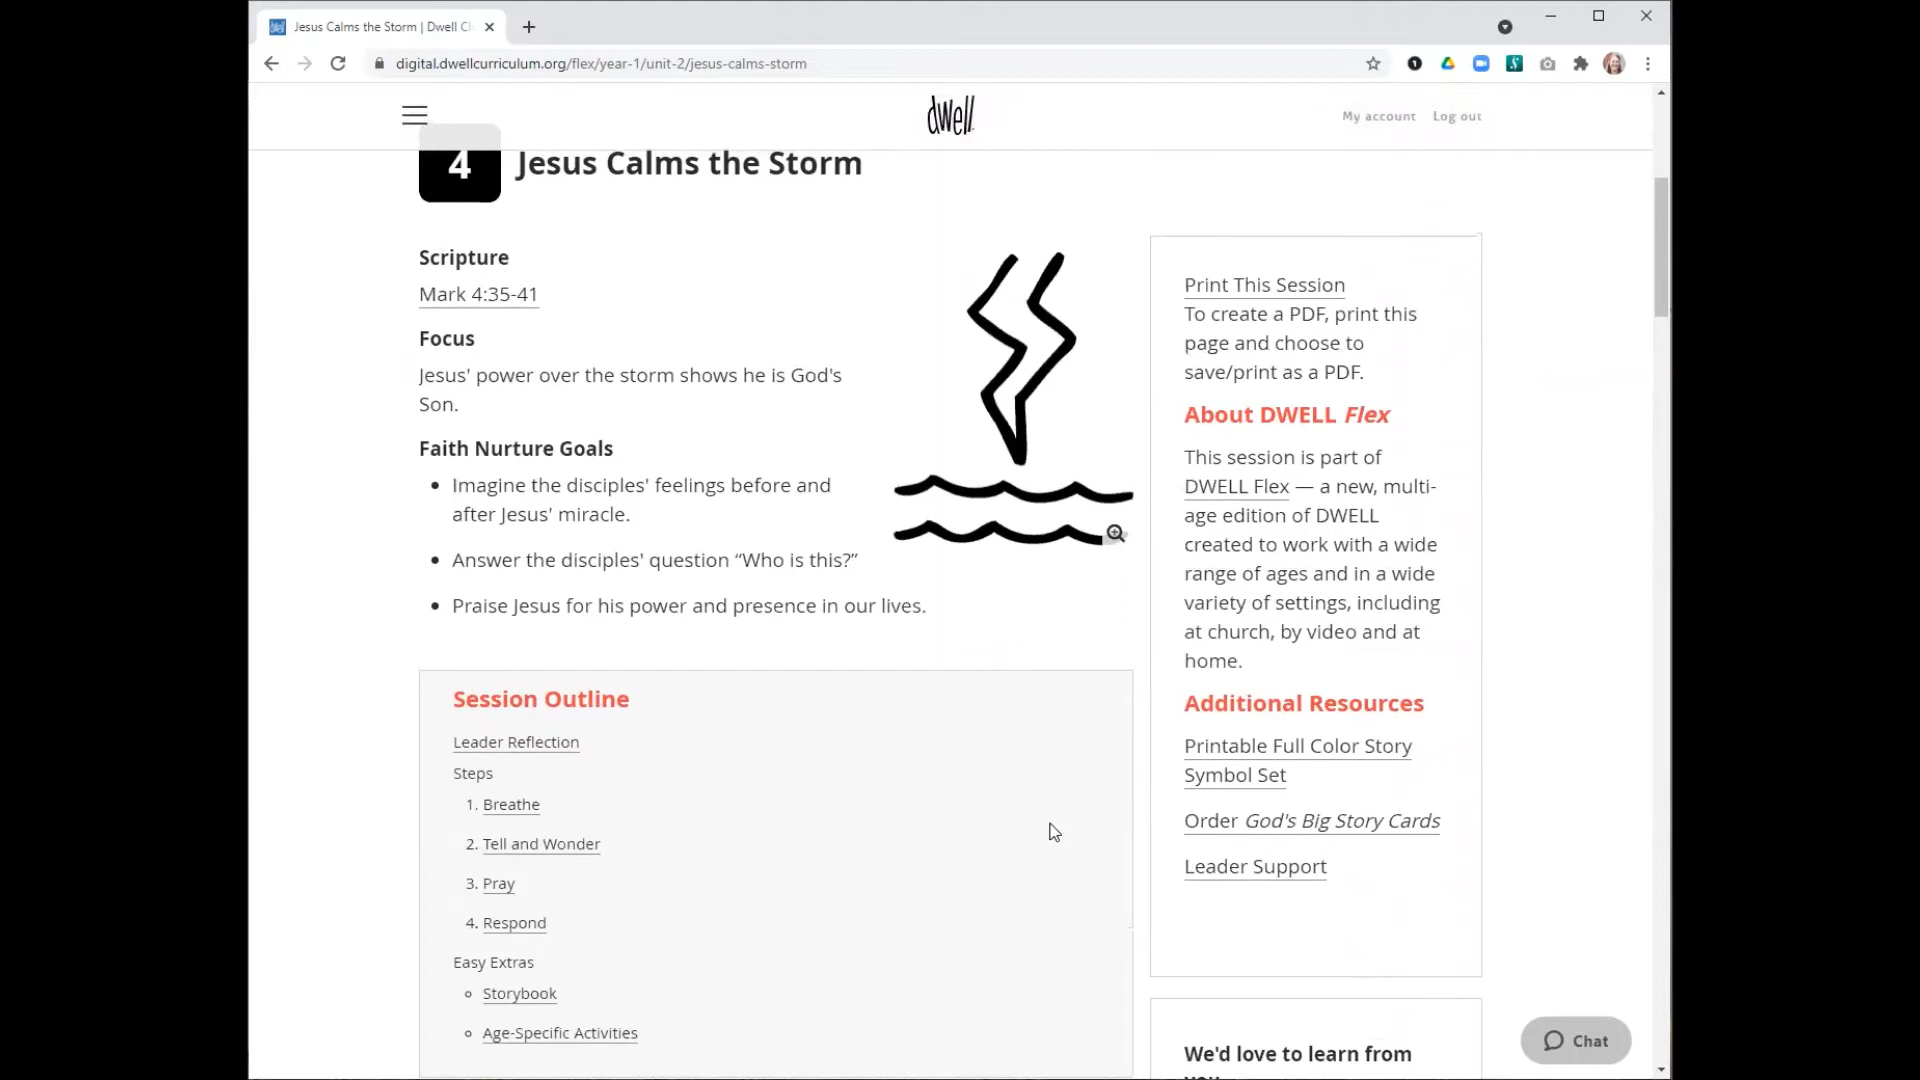 Jesus Calms the Storm | Dwell Ch
digital.dwellcurriculum.org/flex/year-1/unit-2/jesus-calms-storm
dwell
My account Log out
4 Jesus Calms the Storm
Scripture
Mark 4:35-41
Focus
Jesus' power over the storm shows he is God's
Son.
Faith Nurture Goals
• Imagine the disciples' feelings before and
after Jesus' miracle.
• Answer the disciples' question “Who is this?”
• Praise Jesus for his power and presence in our lives.
Session Outline
Leader Reflection
Steps
1. Breathe
2. Tell and Wonder
3. Pray
4. Respond
Easy Extras
Storybook
Age-Specific Activities
Print This Session
To create a PDF, print this
page and choose to
save/print as a PDF.
About DWELL Flex
This session is part of
DWELL Flex — a new, multi-
age edition of DWELL
created to work with a wide
range of ages and in a wide
variety of settings, including
at church, by video and at
home.
Additional Resources
Printable Full Color Story
Symbol Set
Order God's Big Story Cards
Leader Support
We'd love to learn from
Chat